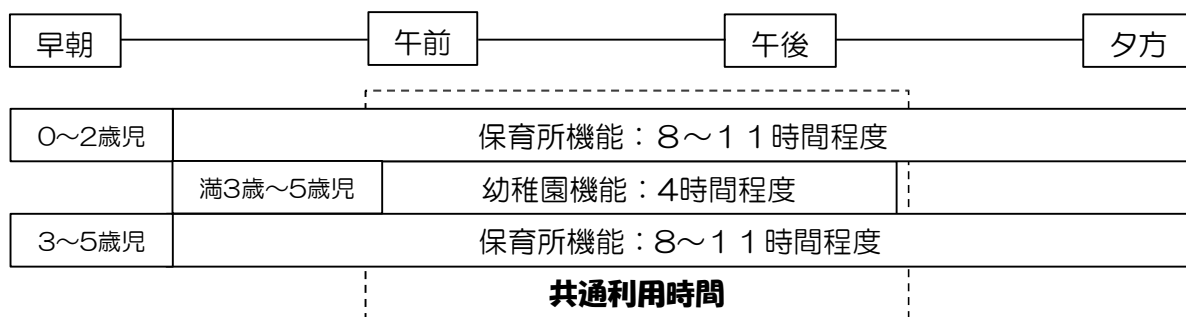 早朝 午前 午後 夕方
0～2歳児 保育所機能：８～１１時間程度
満3歳～5歳児 幼稚園機能：4時間程度
3～5歳児 保育所機能：８～１１時間程度
共通利用時間